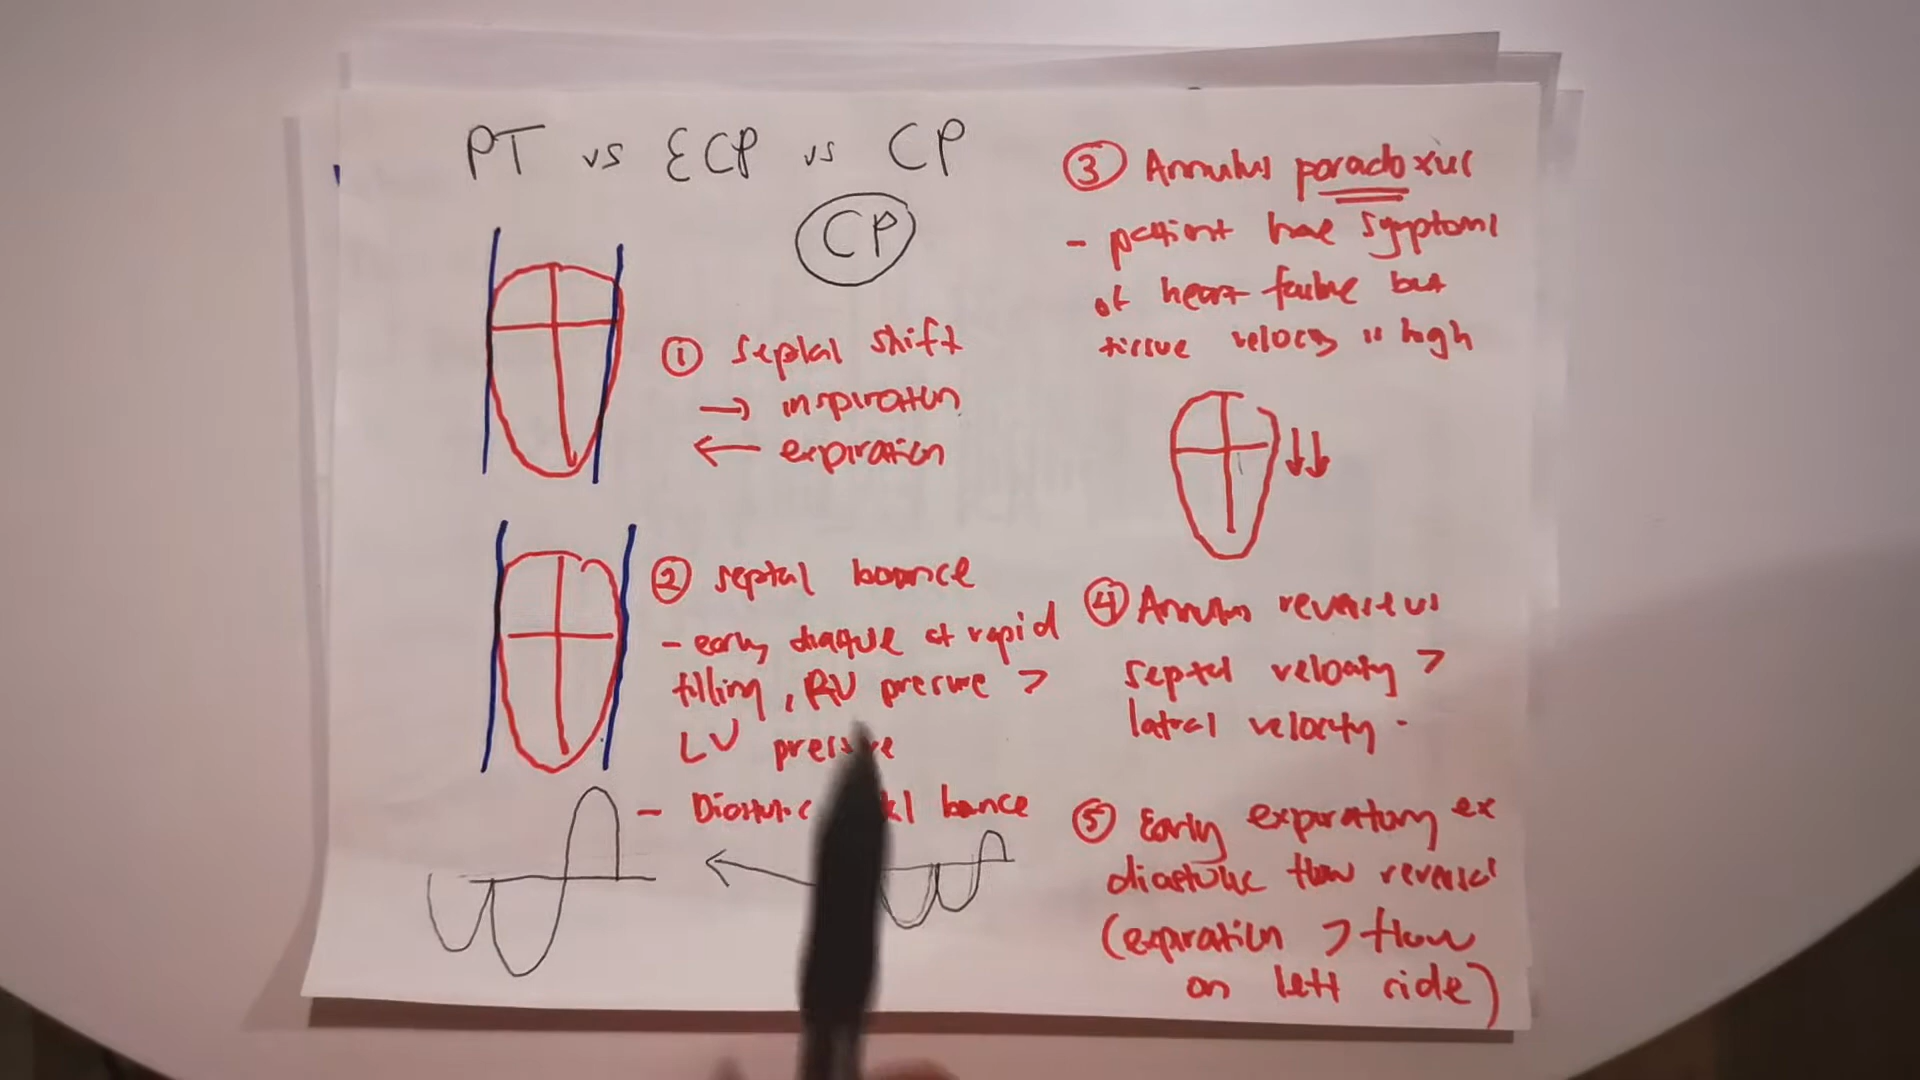 PT vs ECP vs CP
CP
① septal shift
→ inspiration
← expiration
② septal bounce
- early diastole at rapid
filling, RV pressure >
LV pressure
- Diastolic bounce
③ Annulus paradoxus
- patient have symptoms
of heart failure but
tissue velocity is high
④ Annulus reversus
septal velocity >
lateral velocity.
⑤ Early expiratory ex
diastolic flow reversal
(expiration > flow
on left side)